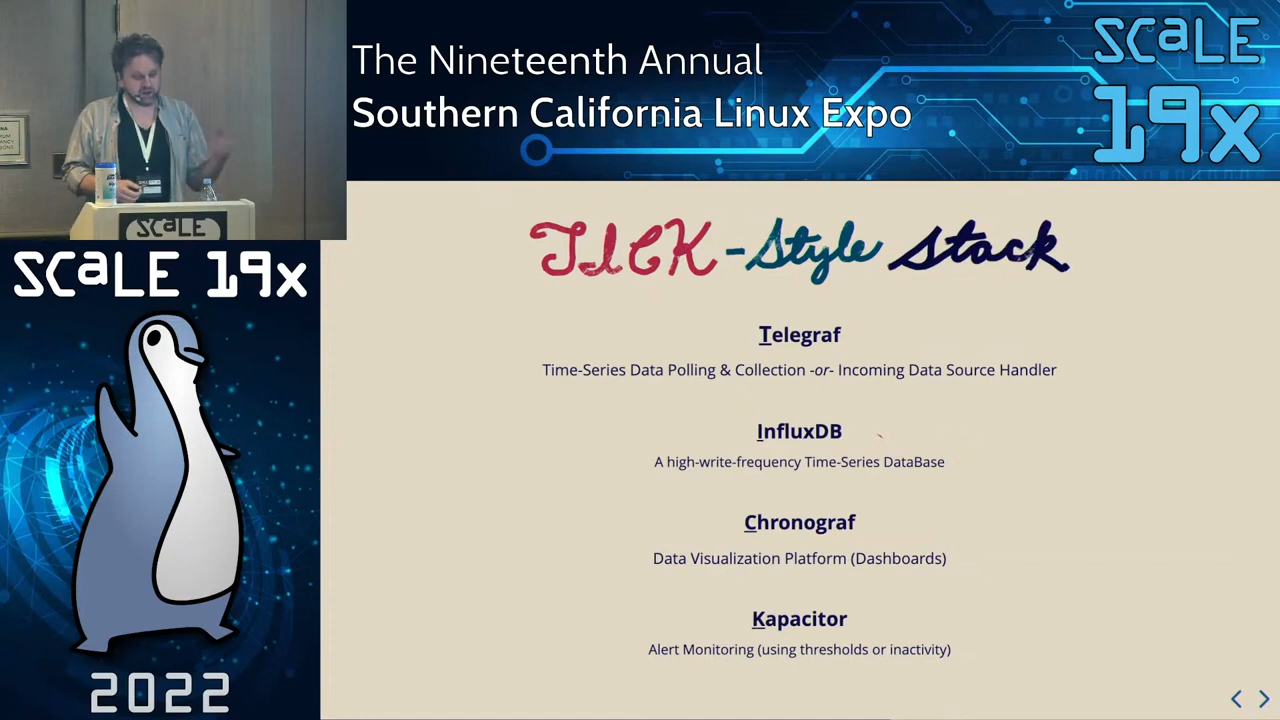 The Nineteenth Annual
Southern California Linux Expo
SCaLE
19x
SCALE
SCaLE 19x
2022
TICK-Style Stack
Telegraf
Time-Series Data Polling & Collection -or- Incoming Data Source Handler
InfluxDB
A high-write-frequency Time-Series DataBase
Chronograf
Data Visualization Platform (Dashboards)
Kapacitor
Alert Monitoring (using thresholds or inactivity)